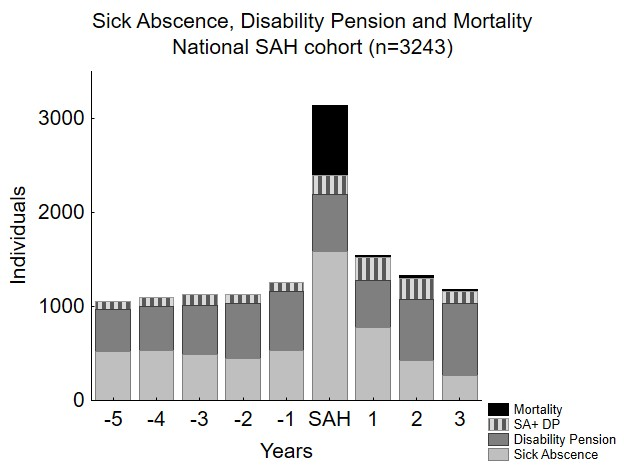 Sick Abscence, Disability Pension and Mortality
National SAH cohort (n=3243)
Individuals
3000
2000
1000
0
-5 -4 -3 -2 -1 SAH 1 2 3
Years
Mortality
SA+ DP
Disability Pension
Sick Abscence